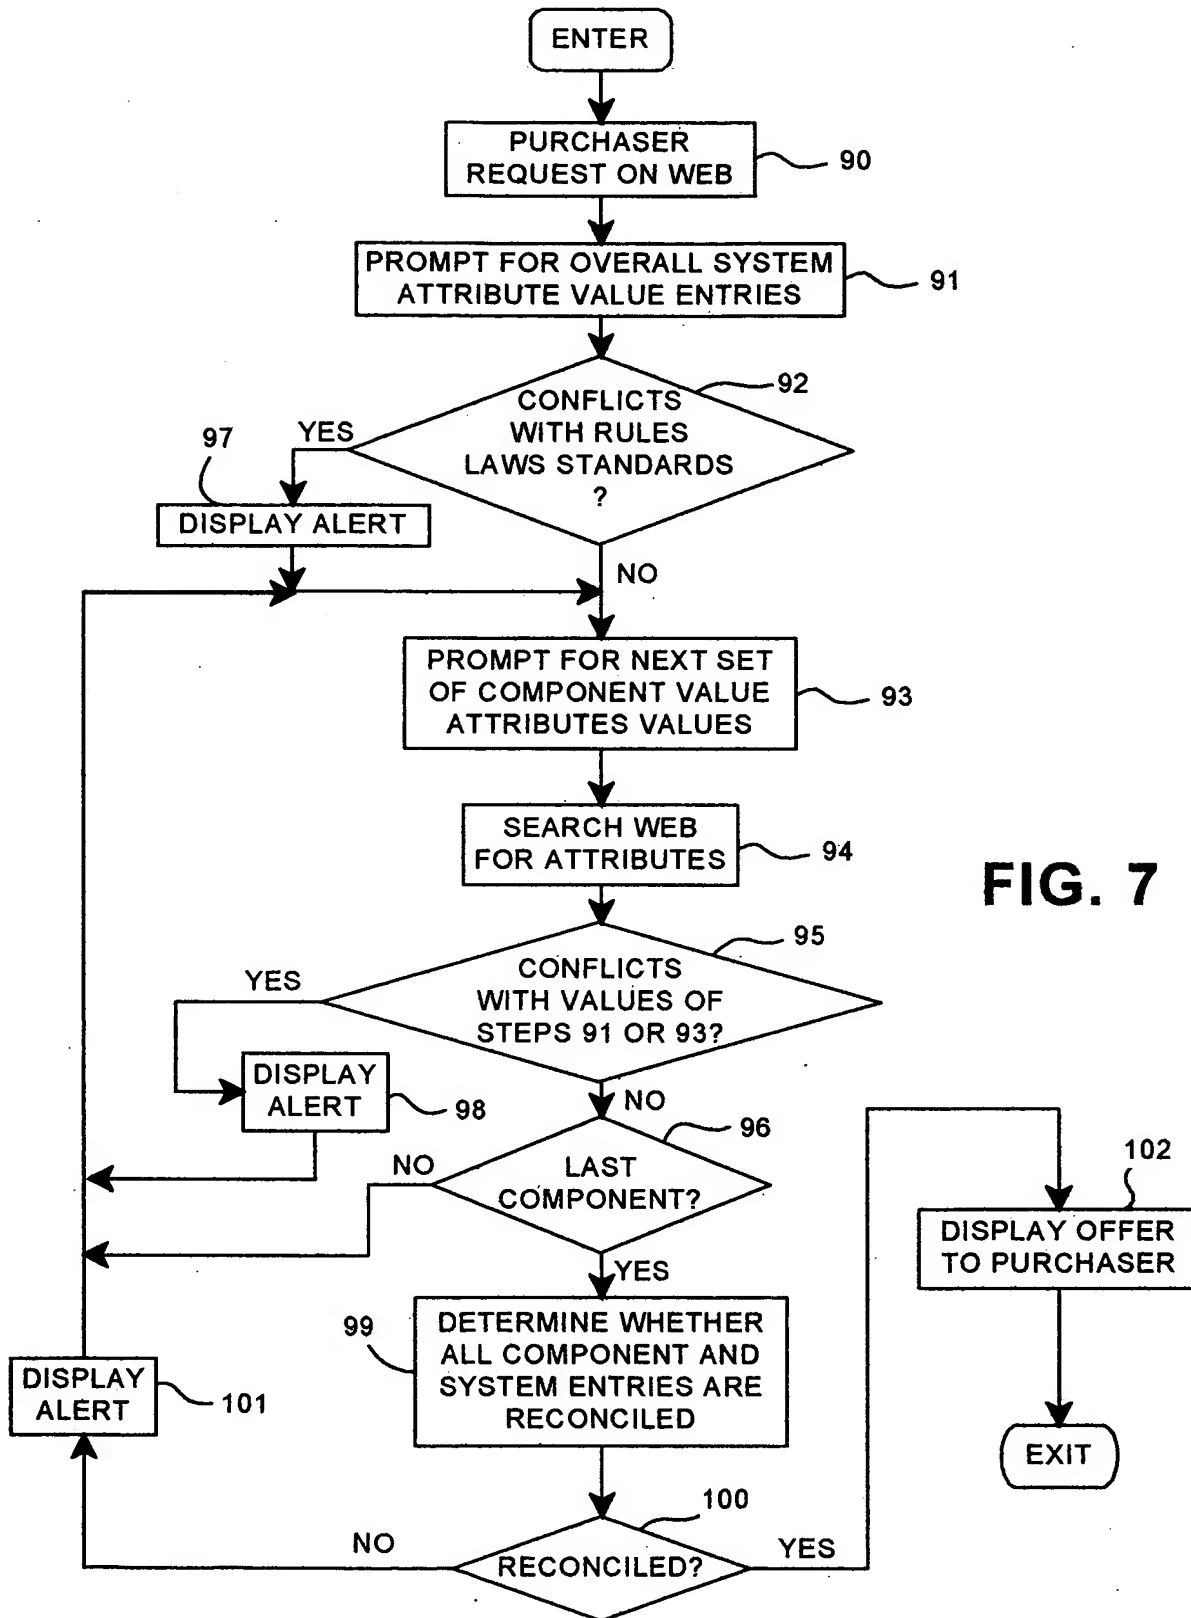 ENTER
PURCHASER
REQUEST ON WEB
90
PROMPT FOR OVERALL SYSTEM
ATTRIBUTE VALUE ENTRIES
91
92
CONFLICTS
WITH RULES
LAWS STANDARDS
?
YES
97
DISPLAY ALERT
NO
PROMPT FOR NEXT SET
OF COMPONENT VALUE
ATTRIBUTES VALUES
93
SEARCH WEB
FOR ATTRIBUTES
94
FIG. 7
95
CONFLICTS
WITH VALUES OF
STEPS 91 OR 93?
YES
DISPLAY
ALERT
98
NO
96
LAST
COMPONENT?
NO
YES
102
DISPLAY OFFER
TO PURCHASER
99
DETERMINE WHETHER
ALL COMPONENT AND
SYSTEM ENTRIES ARE
RECONCILED
DISPLAY
ALERT
101
EXIT
100
RECONCILED?
NO
YES